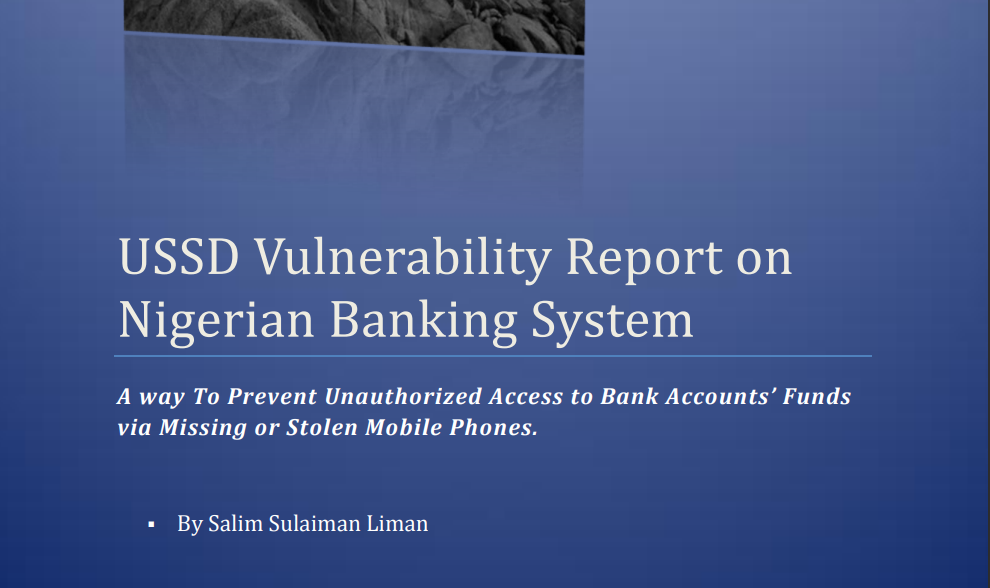 USSD Vulnerability Report on
Nigerian Banking System
A way To Prevent Unauthorized Access to Bank Accounts’ Funds
via Missing or Stolen Mobile Phones.
▪ By Salim Sulaiman Liman